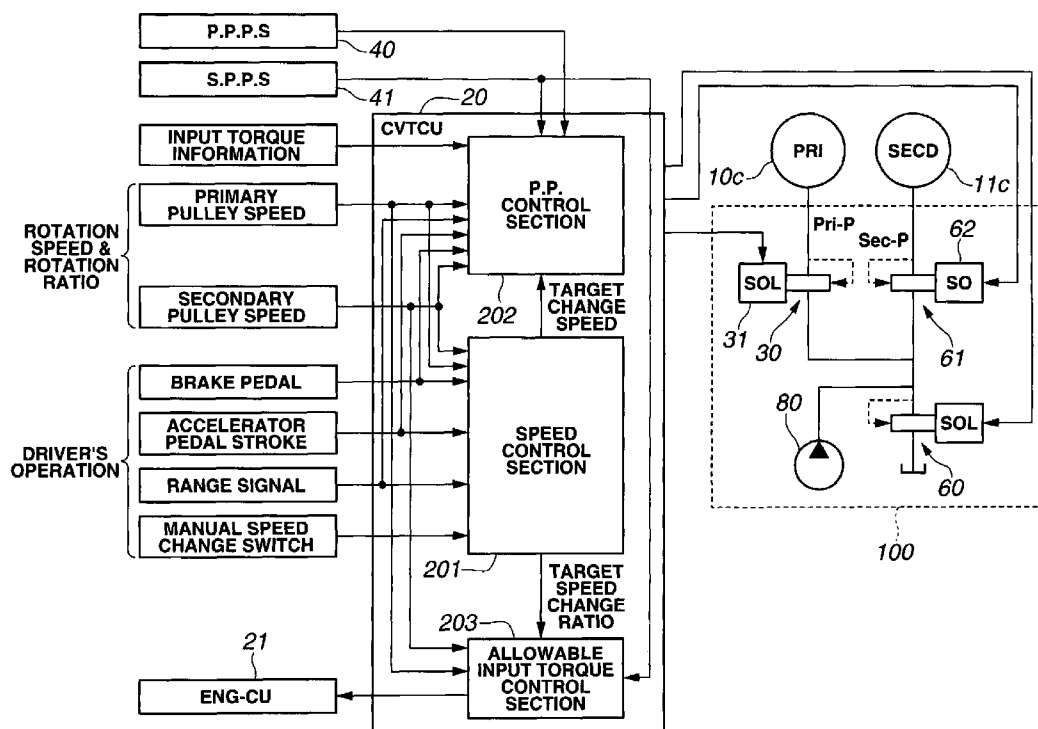 P.P.P.S
40
S.P.P.S
41
20
CVTCU
INPUT TORQUE
INFORMATION
PRIMARY
PULLEY SPEED
ROTATION
SPEED &
ROTATION
RATIO
SECONDARY
PULLEY SPEED
P.P.
CONTROL
SECTION
202
TARGET
CHANGE
SPEED
BRAKE PEDAL
ACCELERATOR
PEDAL STROKE
DRIVER'S
OPERATION
RANGE SIGNAL
MANUAL SPEED
CHANGE SWITCH
SPEED
CONTROL
SECTION
201
TARGET
SPEED
CHANGE
RATIO
203
ALLOWABLE
INPUT TORQUE
CONTROL
SECTION
21
ENG-CU
PRI
10c
SECD
11c
Pri-P
Sec-P
62
SOL
SO
31
30
61
80
SOL
60
100